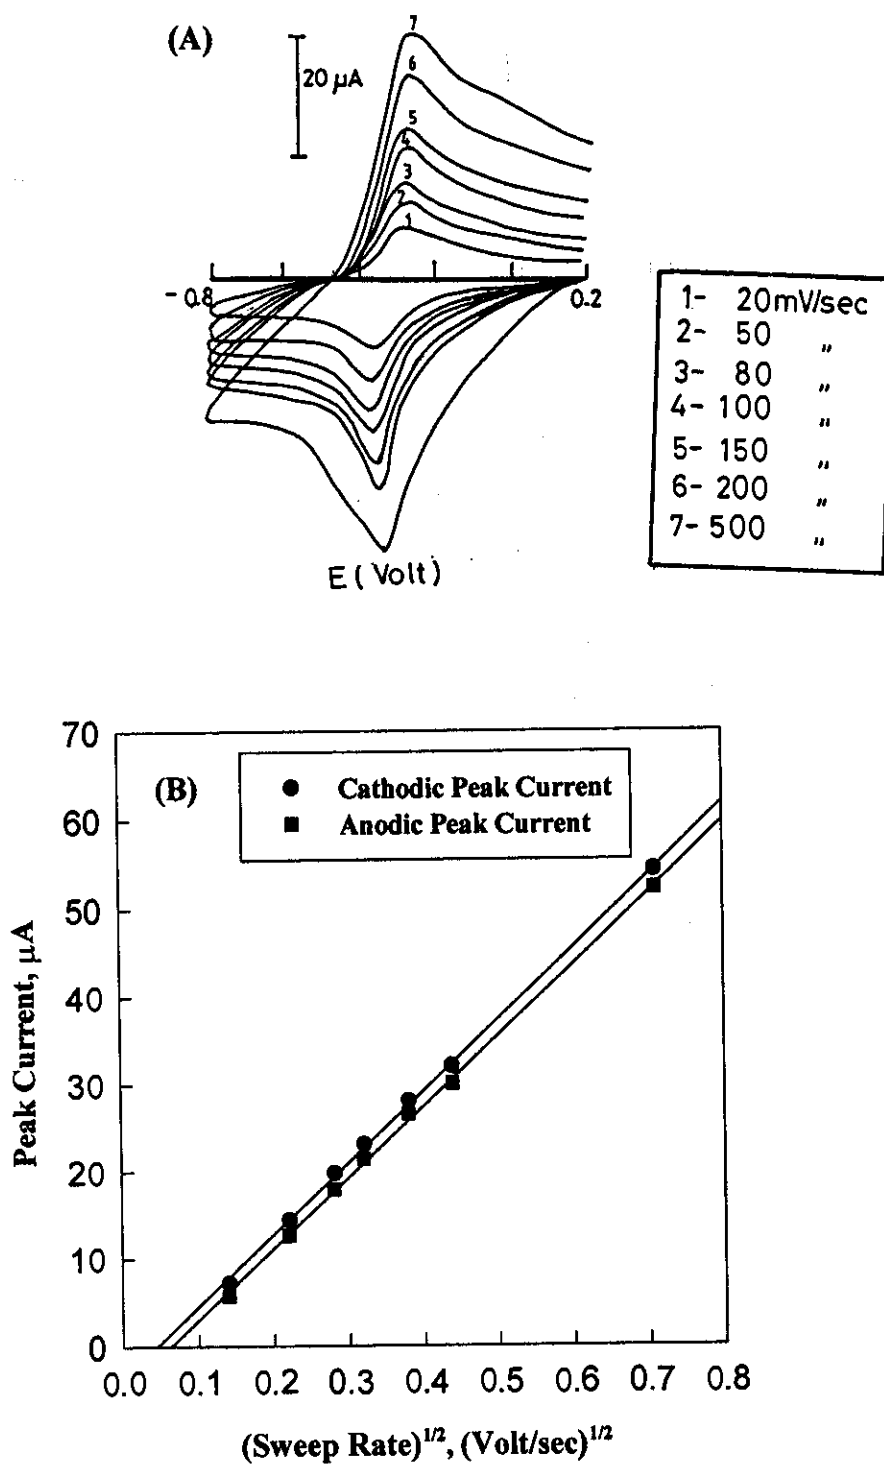 (A)
20 µA
7
6
5
4
3
2
1
- 0.8
0.2
E ( Volt )
1- 20 mV/sec
2- 50 "
3- 80 "
4- 100 "
5- 150 "
6- 200 "
7- 500 "
(B)
Cathodic Peak Current
Anodic Peak Current
Peak Current, µA
70
60
50
40
30
20
10
0
0.0 0.1 0.2 0.3 0.4 0.5 0.6 0.7 0.8
(Sweep Rate)^1/2, (Volt/sec)^1/2